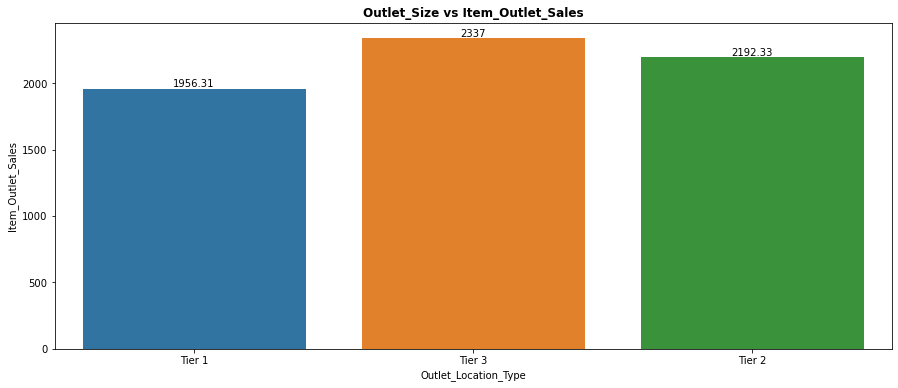 Outlet_Size vs Item_Outlet_Sales
2337
2192.33
1956.31
2000
1500
1000
500
0
Item_Outlet_Sales
Tier 1 Tier 3 Tier 2
Outlet_Location_Type